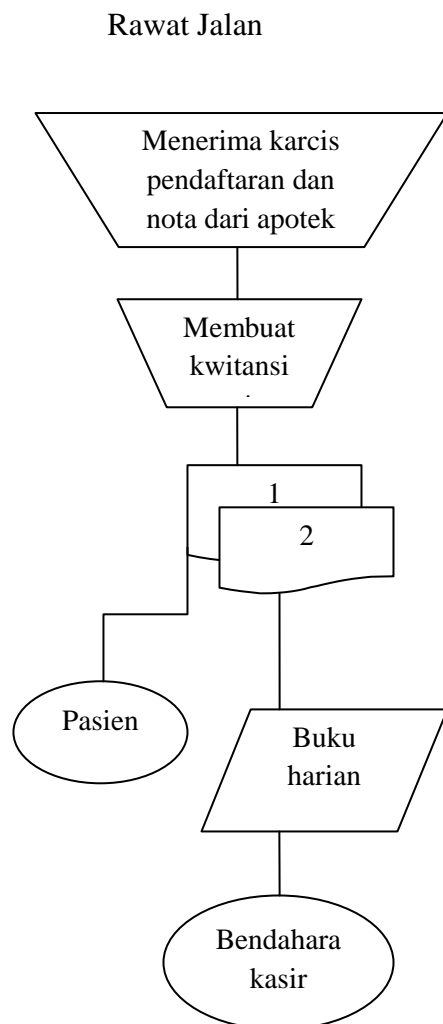 Rawat Jalan
Menerima karcis
pendaftaran dan
nota dari apotek
Membuat
kwitansi
.
1
2
Pasien
Buku
harian
Bendahara
kasir